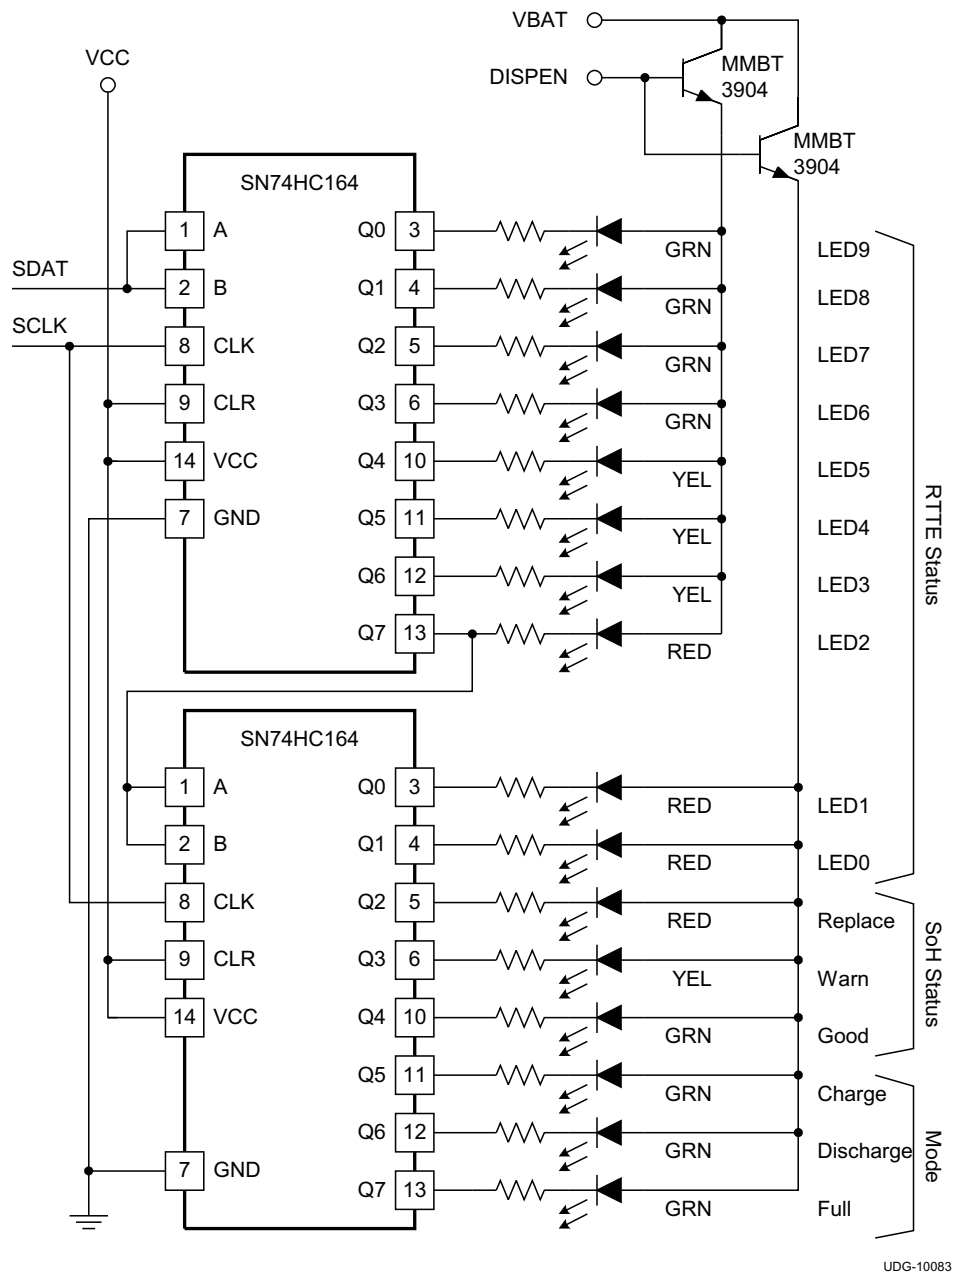 VBAT
VCC
DISPEN
MMBT
3904
MMBT
3904
SN74HC164
1 A Q0 3 GRN LED9
SDAT
2 B Q1 4 GRN LED8
SCLK
8 CLK Q2 5 GRN LED7
9 CLR Q3 6 GRN LED6
14 VCC Q4 10 YEL LED5
7 GND Q5 11 YEL LED4
Q6 12 YEL LED3
Q7 13 RED LED2
RTTE Status
SN74HC164
1 A Q0 3 RED LED1
2 B Q1 4 RED LED0
8 CLK Q2 5 RED Replace
9 CLR Q3 6 YEL Warn
14 VCC Q4 10 GRN Good
SoH Status
Q5 11 GRN Charge
Q6 12 GRN Discharge
7 GND Q7 13 GRN Full
Mode
UDG-10083